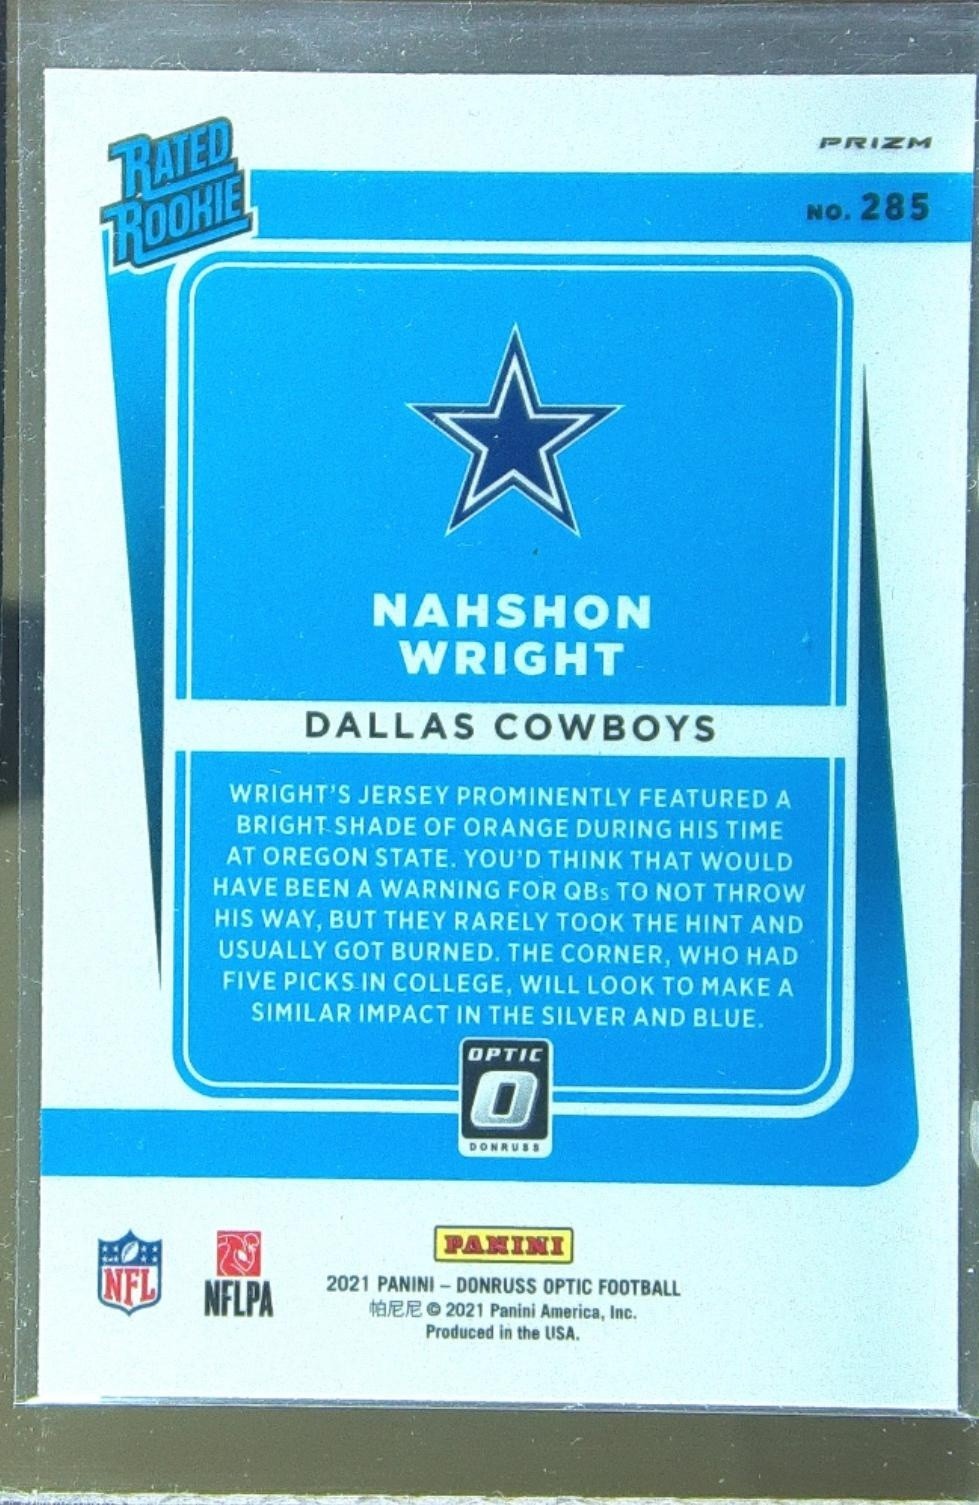 RATED
ROOKIE
PRIZM
NO. 285
NAHSHON
WRIGHT
DALLAS COWBOYS
WRIGHT'S JERSEY PROMINENTLY FEATURED A
BRIGHT SHADE OF ORANGE DURING HIS TIME
AT OREGON STATE. YOU'D THINK THAT WOULD
HAVE BEEN A WARNING FOR QBs TO NOT THROW
HIS WAY, BUT THEY RARELY TOOK THE HINT AND
USUALLY GOT BURNED. THE CORNER, WHO HAD
FIVE PICKS IN COLLEGE, WILL LOOK TO MAKE A
SIMILAR IMPACT IN THE SILVER AND BLUE.
OPTIC
O
DONRUSS
NFL
NFLPA
PANINI
2021 PANINI – DONRUSS OPTIC FOOTBALL
帕尼尼 © 2021 Panini America, Inc.
Produced in the USA.